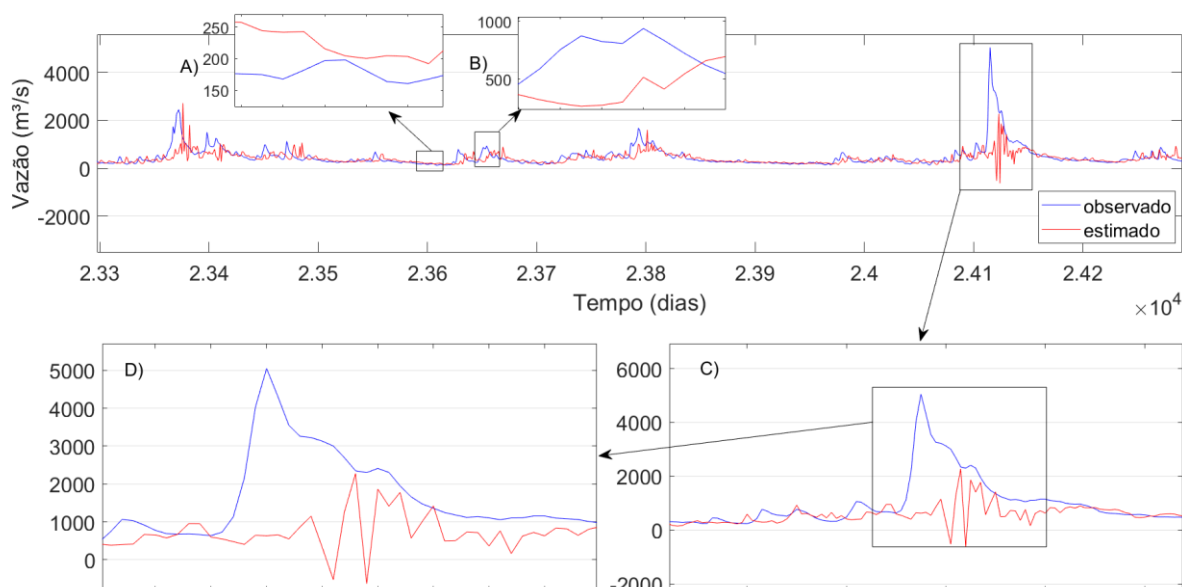 250
200
150
A)
1000
500
B)
Vazão (m³/s)
4000
2000
0
-2000
observado
estimado
2.33 2.34 2.35 2.36 2.37 2.38 2.39 2.4 2.41 2.42
Tempo (dias)
×10⁴
D)
5000
4000
3000
2000
1000
0
C)
6000
4000
2000
0
-2000